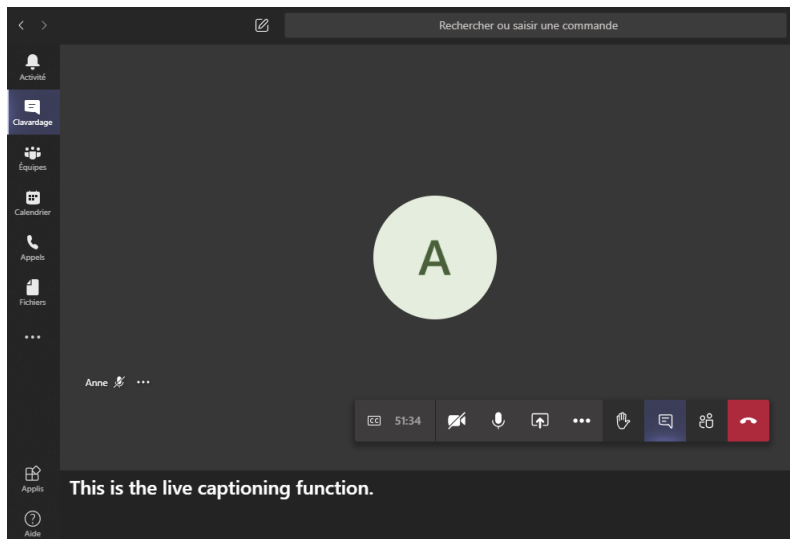 Rechercher ou saisir une commande
Activité
Clavardage
Équipes
Calendrier
Appels
Fichiers
A
Anne
CC 51:34
Applis
This is the live captioning function.
Aide